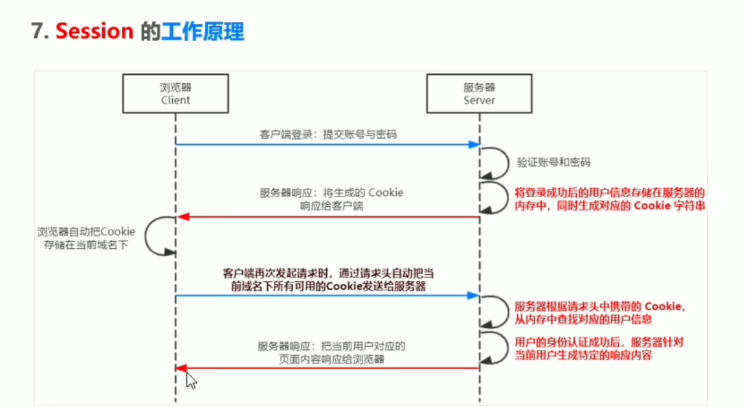 7. Session 的工作原理
浏览器
Client
服务器
Server
客户端登录：提交账号与密码
验证账号和密码
服务器响应：将生成的 Cookie
响应给客户端
将登录成功后的用户信息存储在服务器的
内存中，同时生成对应的 Cookie 字符串
浏览器自动把Cookie
存储在当前域名下
客户端再次发起请求时，通过请求头自动把当
前域名下所有可用的Cookie发送给服务器
服务器根据请求头中携带的 Cookie，
从内存中查找对应的用户信息
服务器响应：把当前用户对应的
页面内容响应给浏览器
用户的身份认证成功后，服务器针对
当前用户生成特定的响应内容